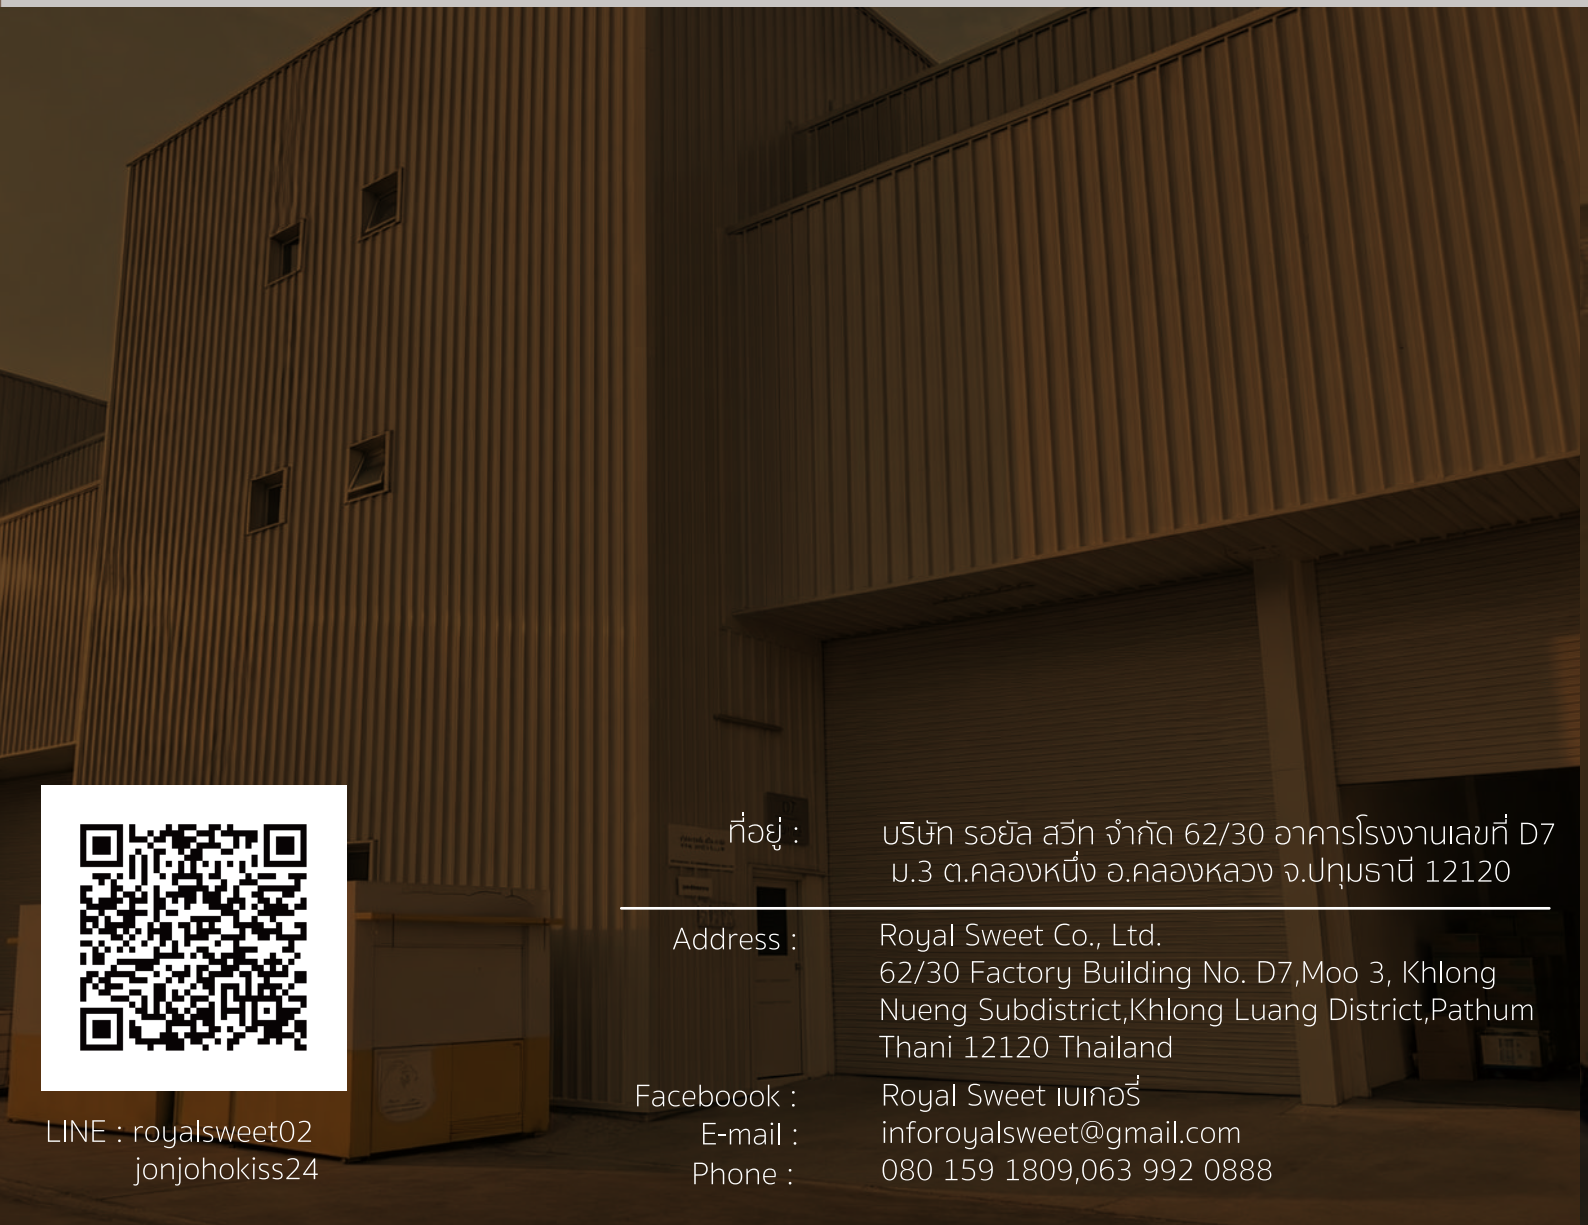 ที่อยู่ : บริษัท รอยัล สวีท จำกัด 62/30 อาคารโรงงานเลขที่ D7
ม.3 ต.คลองหนึ่ง อ.คลองหลวง จ.ปทุมธานี 12120
Address : Royal Sweet Co., Ltd.
62/30 Factory Building No. D7,Moo 3, Khlong
Nueng Subdistrict,Khlong Luang District,Pathum
Thani 12120 Thailand
Faceboook : Royal Sweet เบเกอรี่
E-mail : inforoyalsweet@gmail.com
Phone : 080 159 1809,063 992 0888
LINE : royalsweet02
jonjohokiss24